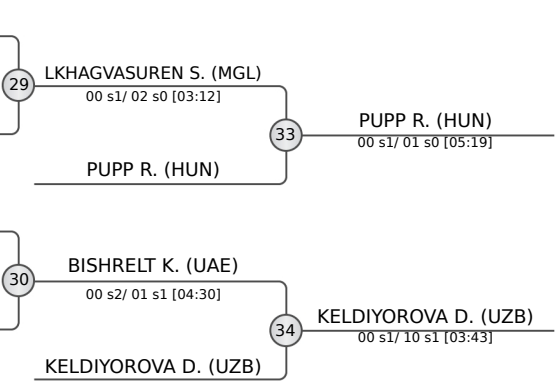 LKHAGVASUREN S. (MGL)
29
00 s1/ 02 s0 [03:12]
PUPP R. (HUN)
33
00 s1/ 01 s0 [05:19]
PUPP R. (HUN)
BISHRELT K. (UAE)
30
00 s2/ 01 s1 [04:30]
KELDIYOROVA D. (UZB)
34
00 s1/ 10 s1 [03:43]
KELDIYOROVA D. (UZB)